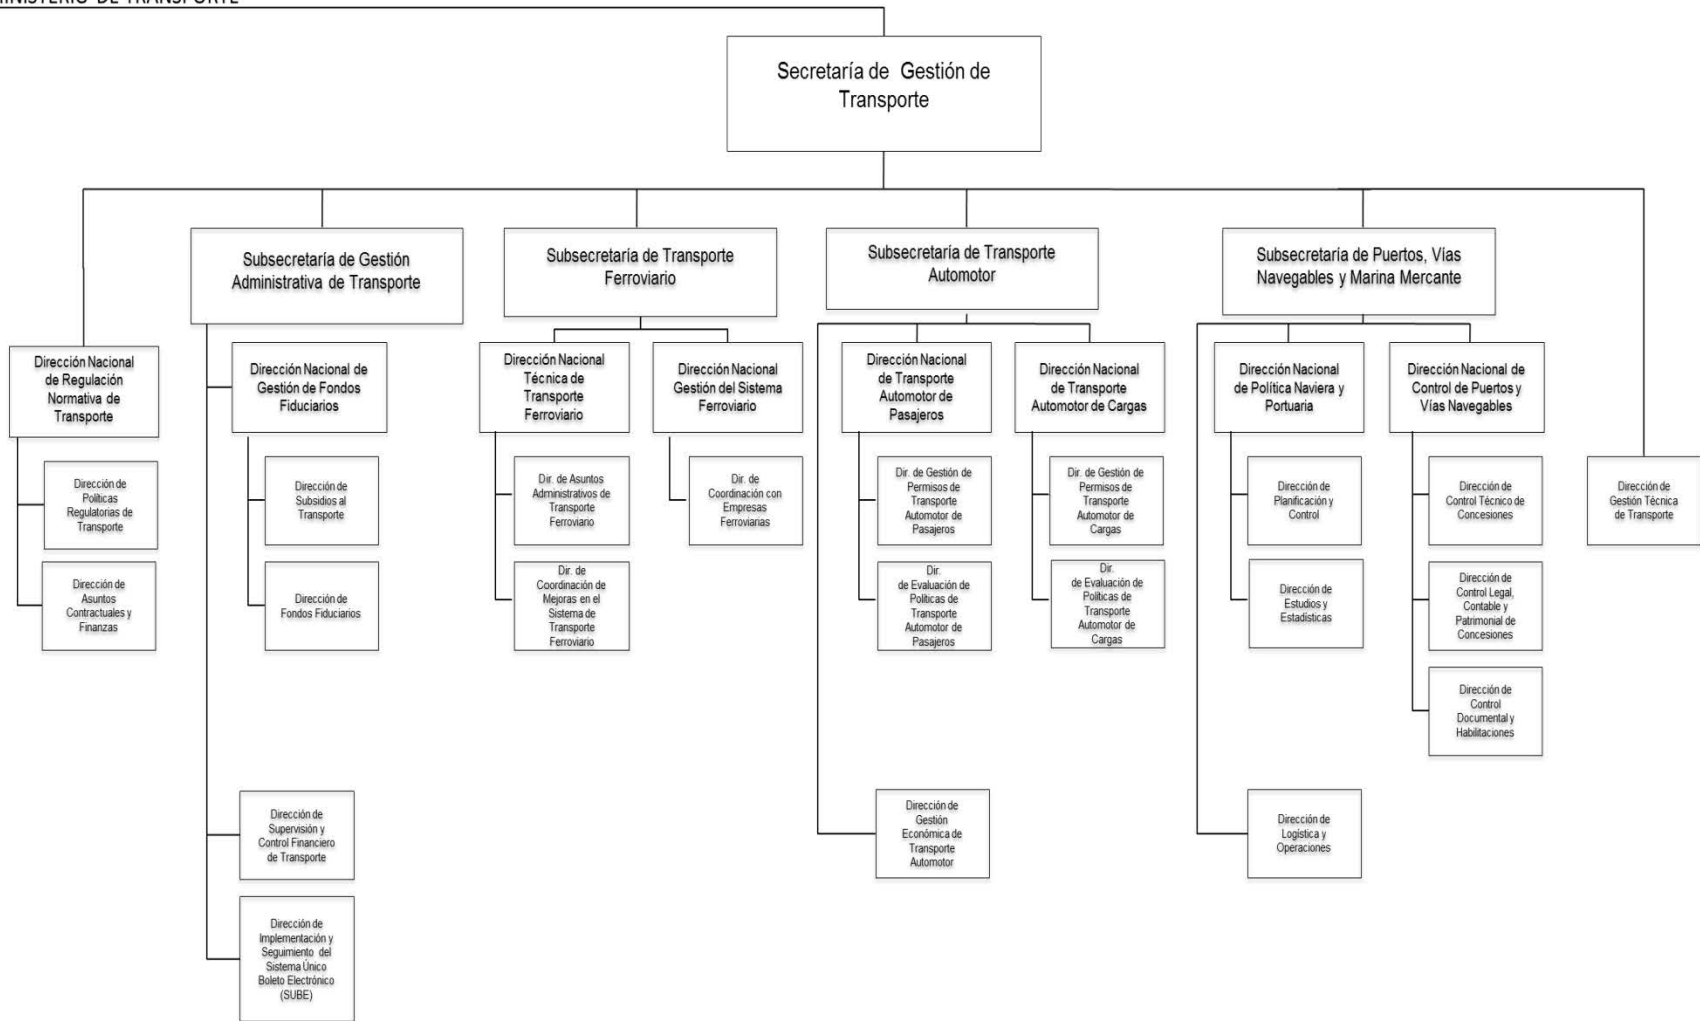 MINISTERIO DE TRANSPORTE
Secretaría de Gestión de
Transporte
Subsecretaría de Gestión
Administrativa de Transporte
Subsecretaría de Transporte
Ferroviario
Subsecretaría de Transporte
Automotor
Subsecretaría de Puertos, Vías
Navegables y Marina Mercante
Dirección Nacional
de Regulación
Normativa de
Transporte
Dirección Nacional de
Gestión de Fondos
Fiduciarios
Dirección Nacional
Técnica de
Transporte
Ferroviario
Dirección Nacional
Gestión del Sistema
Ferroviario
Dirección Nacional
de Transporte
Automotor de
Pasajeros
Dirección Nacional
de Transporte
Automotor de Cargas
Dirección Nacional
de Política Naviera y
Portuaria
Dirección Nacional de
Control de Puertos y
Vías Navegables
Dirección de
Políticas
Regulatorias de
Transporte
Dirección de
Subsidios al
Transporte
Dir. de Asuntos
Administrativos de
Transporte
Ferroviario
Dir. de
Coordinación con
Empresas
Ferroviarias
Dir. de Gestión de
Permisos de
Transporte
Automotor de
Pasajeros
Dir. de Gestión de
Permisos de
Transporte
Automotor de
Cargas
Dirección de
Planificación y
Control
Dirección de
Control Técnico de
Concesiones
Dirección de
Gestión Técnica
de Transporte
Dirección de
Asuntos
Contractuales y
Finanzas
Dirección de
Fondos Fiduciarios
Dir. de
Coordinación de
Mejoras en el
Sistema de
Transporte
Ferroviario
Dir.
de Evaluación de
Políticas de
Transporte
Automotor de
Pasajeros
Dir.
de Evaluación de
Políticas de
Transporte
Automotor de
Cargas
Dirección de
Estudios y
Estadísticas
Dirección de
Control Legal,
Contable y
Patrimonial de
Concesiones
Dirección de
Control
Documental y
Habilitaciones
Dirección de
Supervisión y
Control Financiero
de Transporte
Dirección de
Gestión
Económica de
Transporte
Automotor
Dirección de
Logística y
Operaciones
Dirección de
Implementación y
Seguimiento del
Sistema Único
Boleto Electrónico
(SUBE)